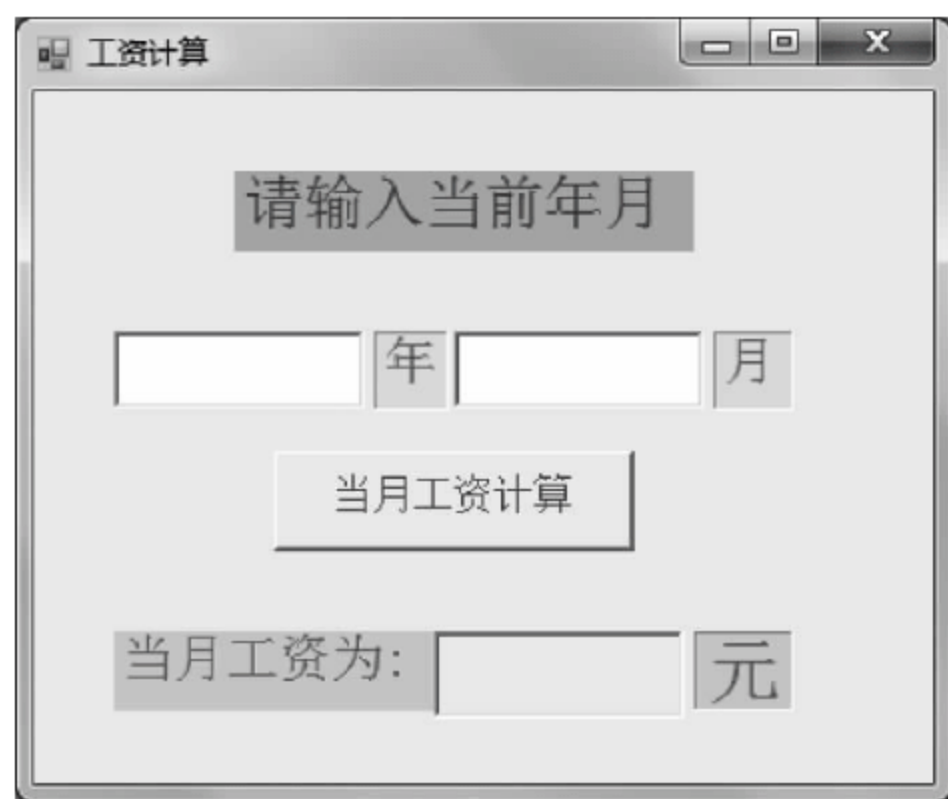 工资计算
请输入当前年月
年 月
当月工资计算
当月工资为: 元